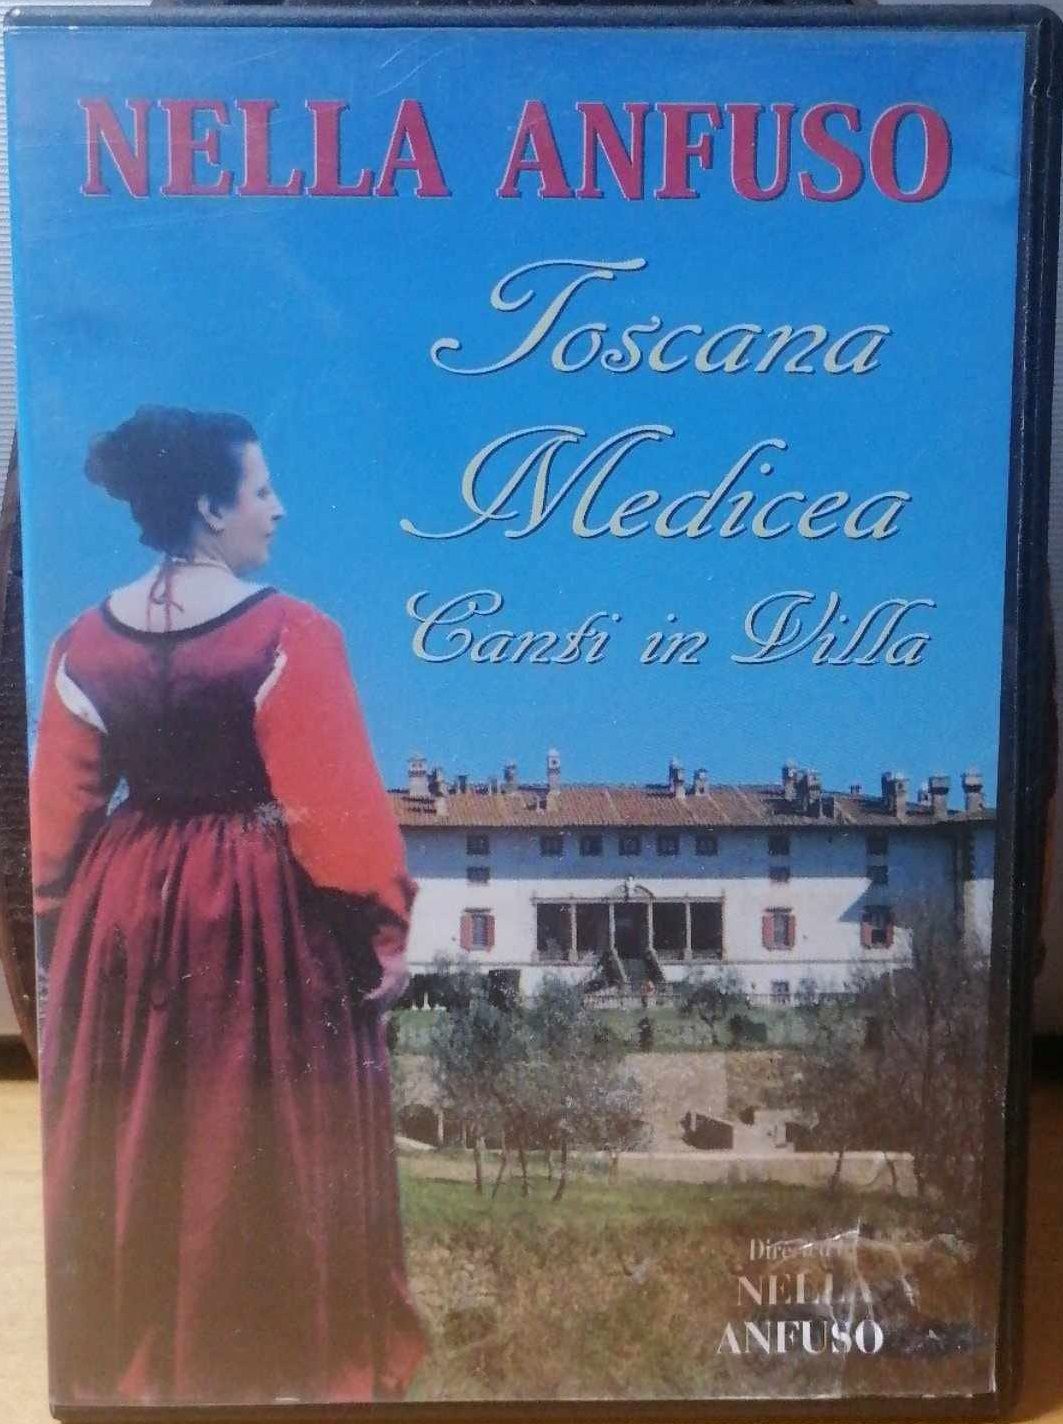 NELLA ANFUSO
Toscana
Medicea
Canti in Villa
NELLA
ANFUSO